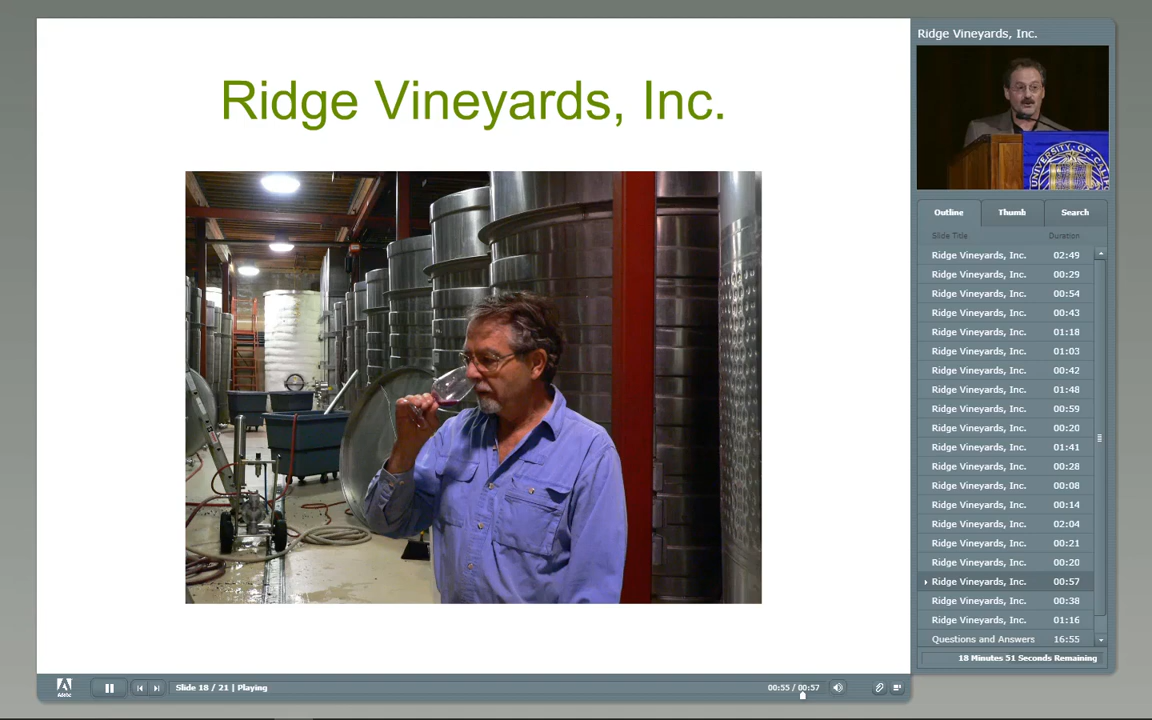 Ridge Vineyards, Inc.
Ridge Vineyards, Inc.
UNIVERSITY OF CALIF
Outline Thumb Search
Slide Title Duration
Ridge Vineyards, Inc. 02:49
Ridge Vineyards, Inc. 00:29
Ridge Vineyards, Inc. 00:54
Ridge Vineyards, Inc. 00:43
Ridge Vineyards, Inc. 01:18
Ridge Vineyards, Inc. 01:03
Ridge Vineyards, Inc. 00:42
Ridge Vineyards, Inc. 01:48
Ridge Vineyards, Inc. 00:59
Ridge Vineyards, Inc. 00:20
Ridge Vineyards, Inc. 01:41
Ridge Vineyards, Inc. 00:28
Ridge Vineyards, Inc. 00:08
Ridge Vineyards, Inc. 00:14
Ridge Vineyards, Inc. 02:04
Ridge Vineyards, Inc. 00:21
Ridge Vineyards, Inc. 00:20
Ridge Vineyards, Inc. 00:57
Ridge Vineyards, Inc. 00:38
Ridge Vineyards, Inc. 01:16
Questions and Answers 16:55
18 Minutes 51 Seconds Remaining
Adobe
Slide 18 / 21 | Playing
00:55 / 00:57